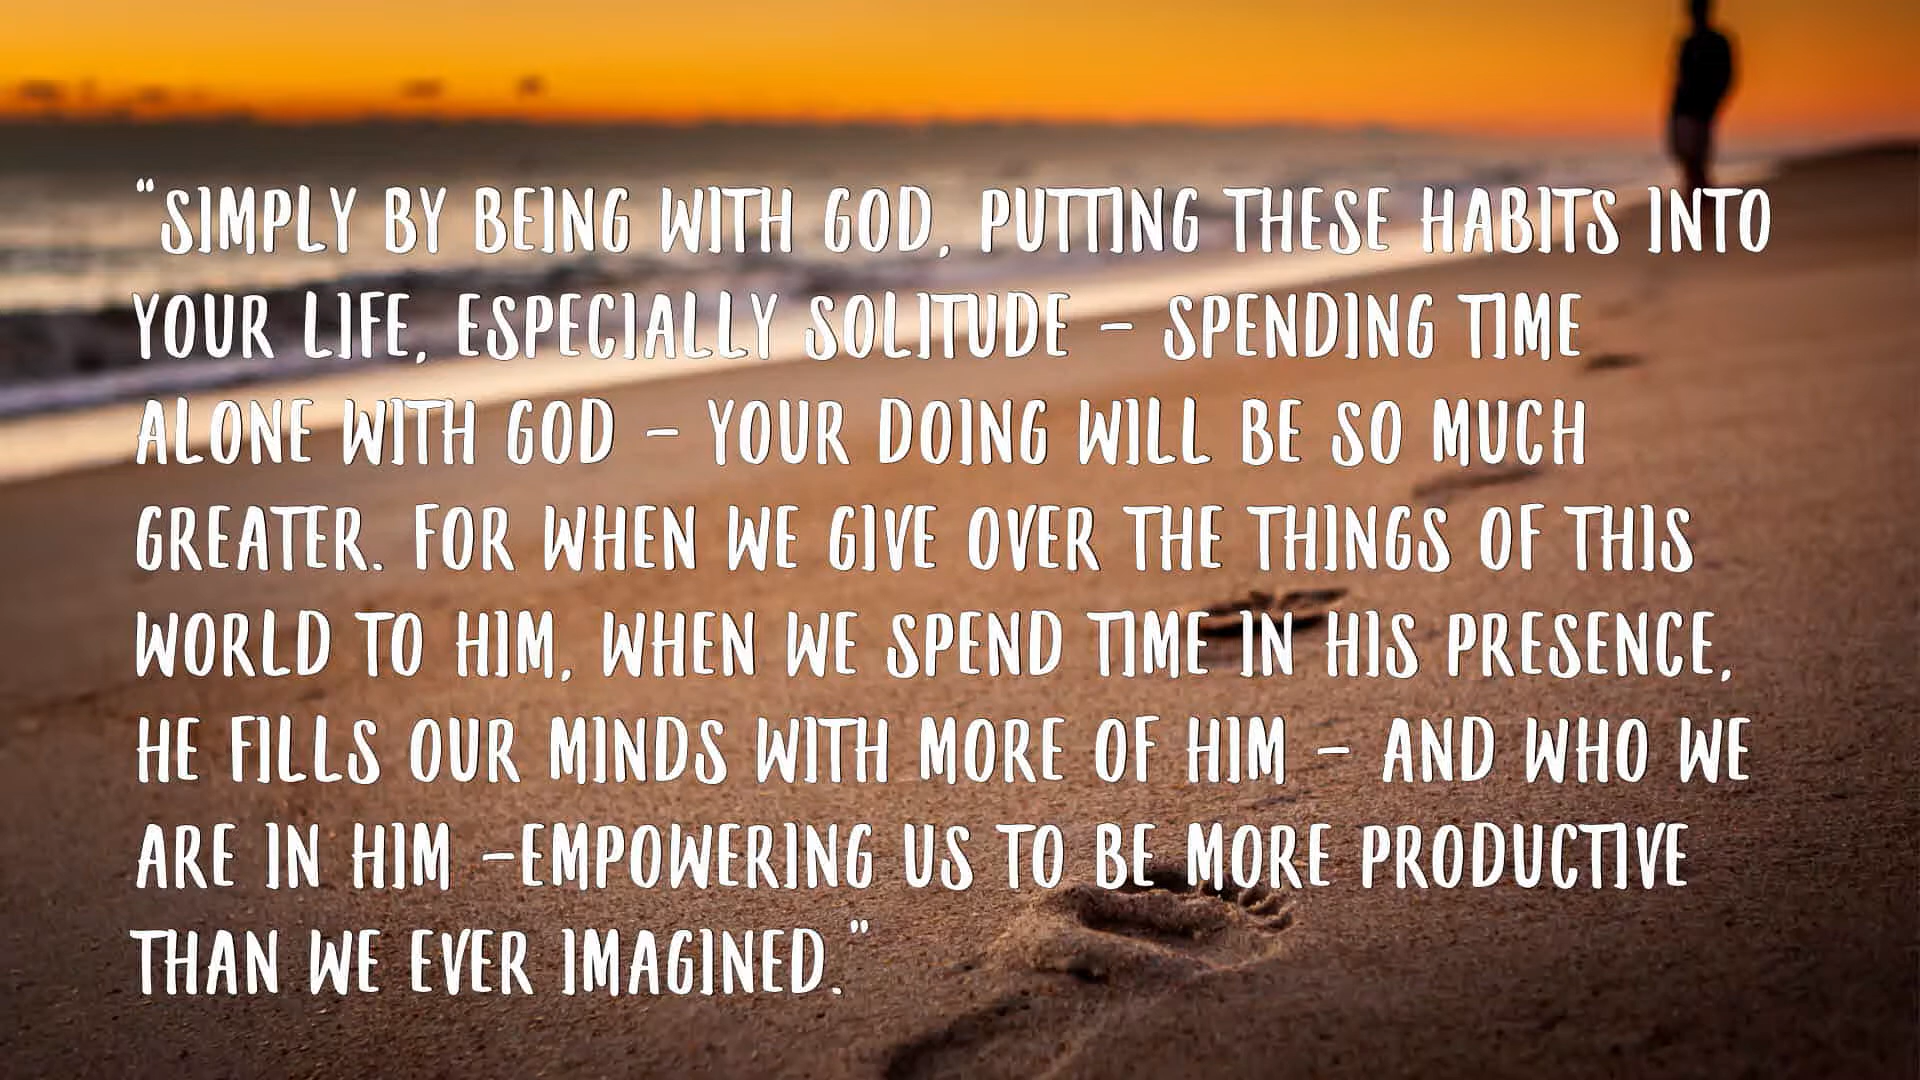 "SIMPLY BY BEING WITH GOD, PUTTING THESE HABITS INTO
YOUR LIFE, ESPECIALLY SOLITUDE - SPENDING TIME
ALONE WITH GOD - YOUR DOING WILL BE SO MUCH
GREATER. FOR WHEN WE GIVE OVER THE THINGS OF THIS
WORLD TO HIM, WHEN WE SPEND TIME IN HIS PRESENCE,
HE FILLS OUR MINDS WITH MORE OF HIM - AND WHO WE
ARE IN HIM -EMPOWERING US TO BE MORE PRODUCTIVE
THAN WE EVER IMAGINED."